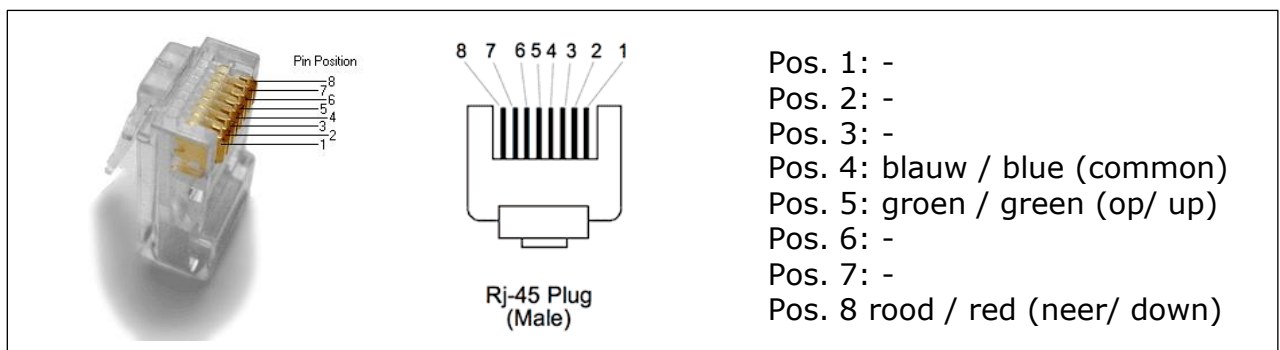 Pin Position
8
7
6
5
4
3
2
1
8 7 6 5 4 3 2 1
Rj-45 Plug
(Male)
Pos. 1: -
Pos. 2: -
Pos. 3: -
Pos. 4: blauw / blue (common)
Pos. 5: groen / green (op/ up)
Pos. 6: -
Pos. 7: -
Pos. 8 rood / red (neer/ down)